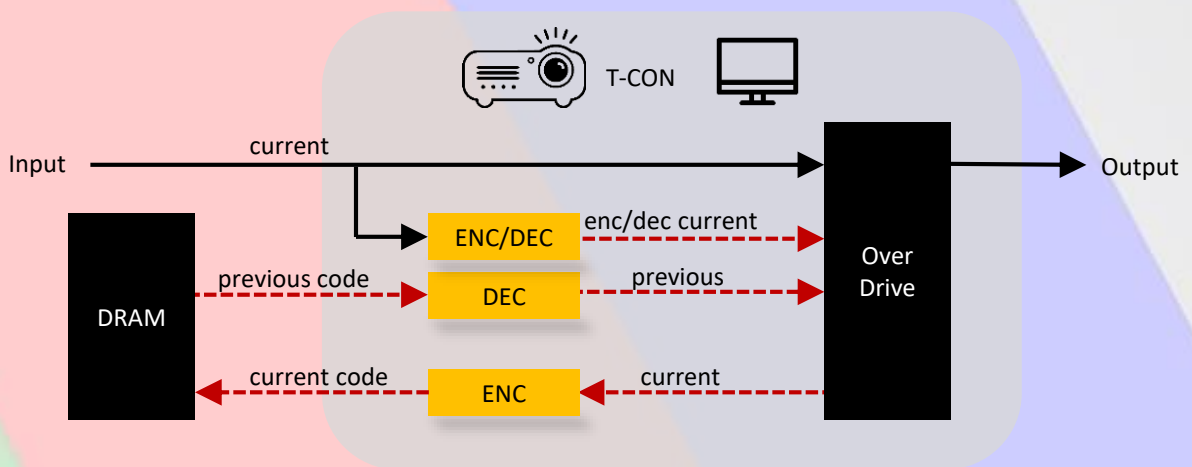 T-CON
current
Input
Output
enc/dec current
ENC/DEC
previous code
previous
DEC
Over
Drive
DRAM
current code
current
ENC